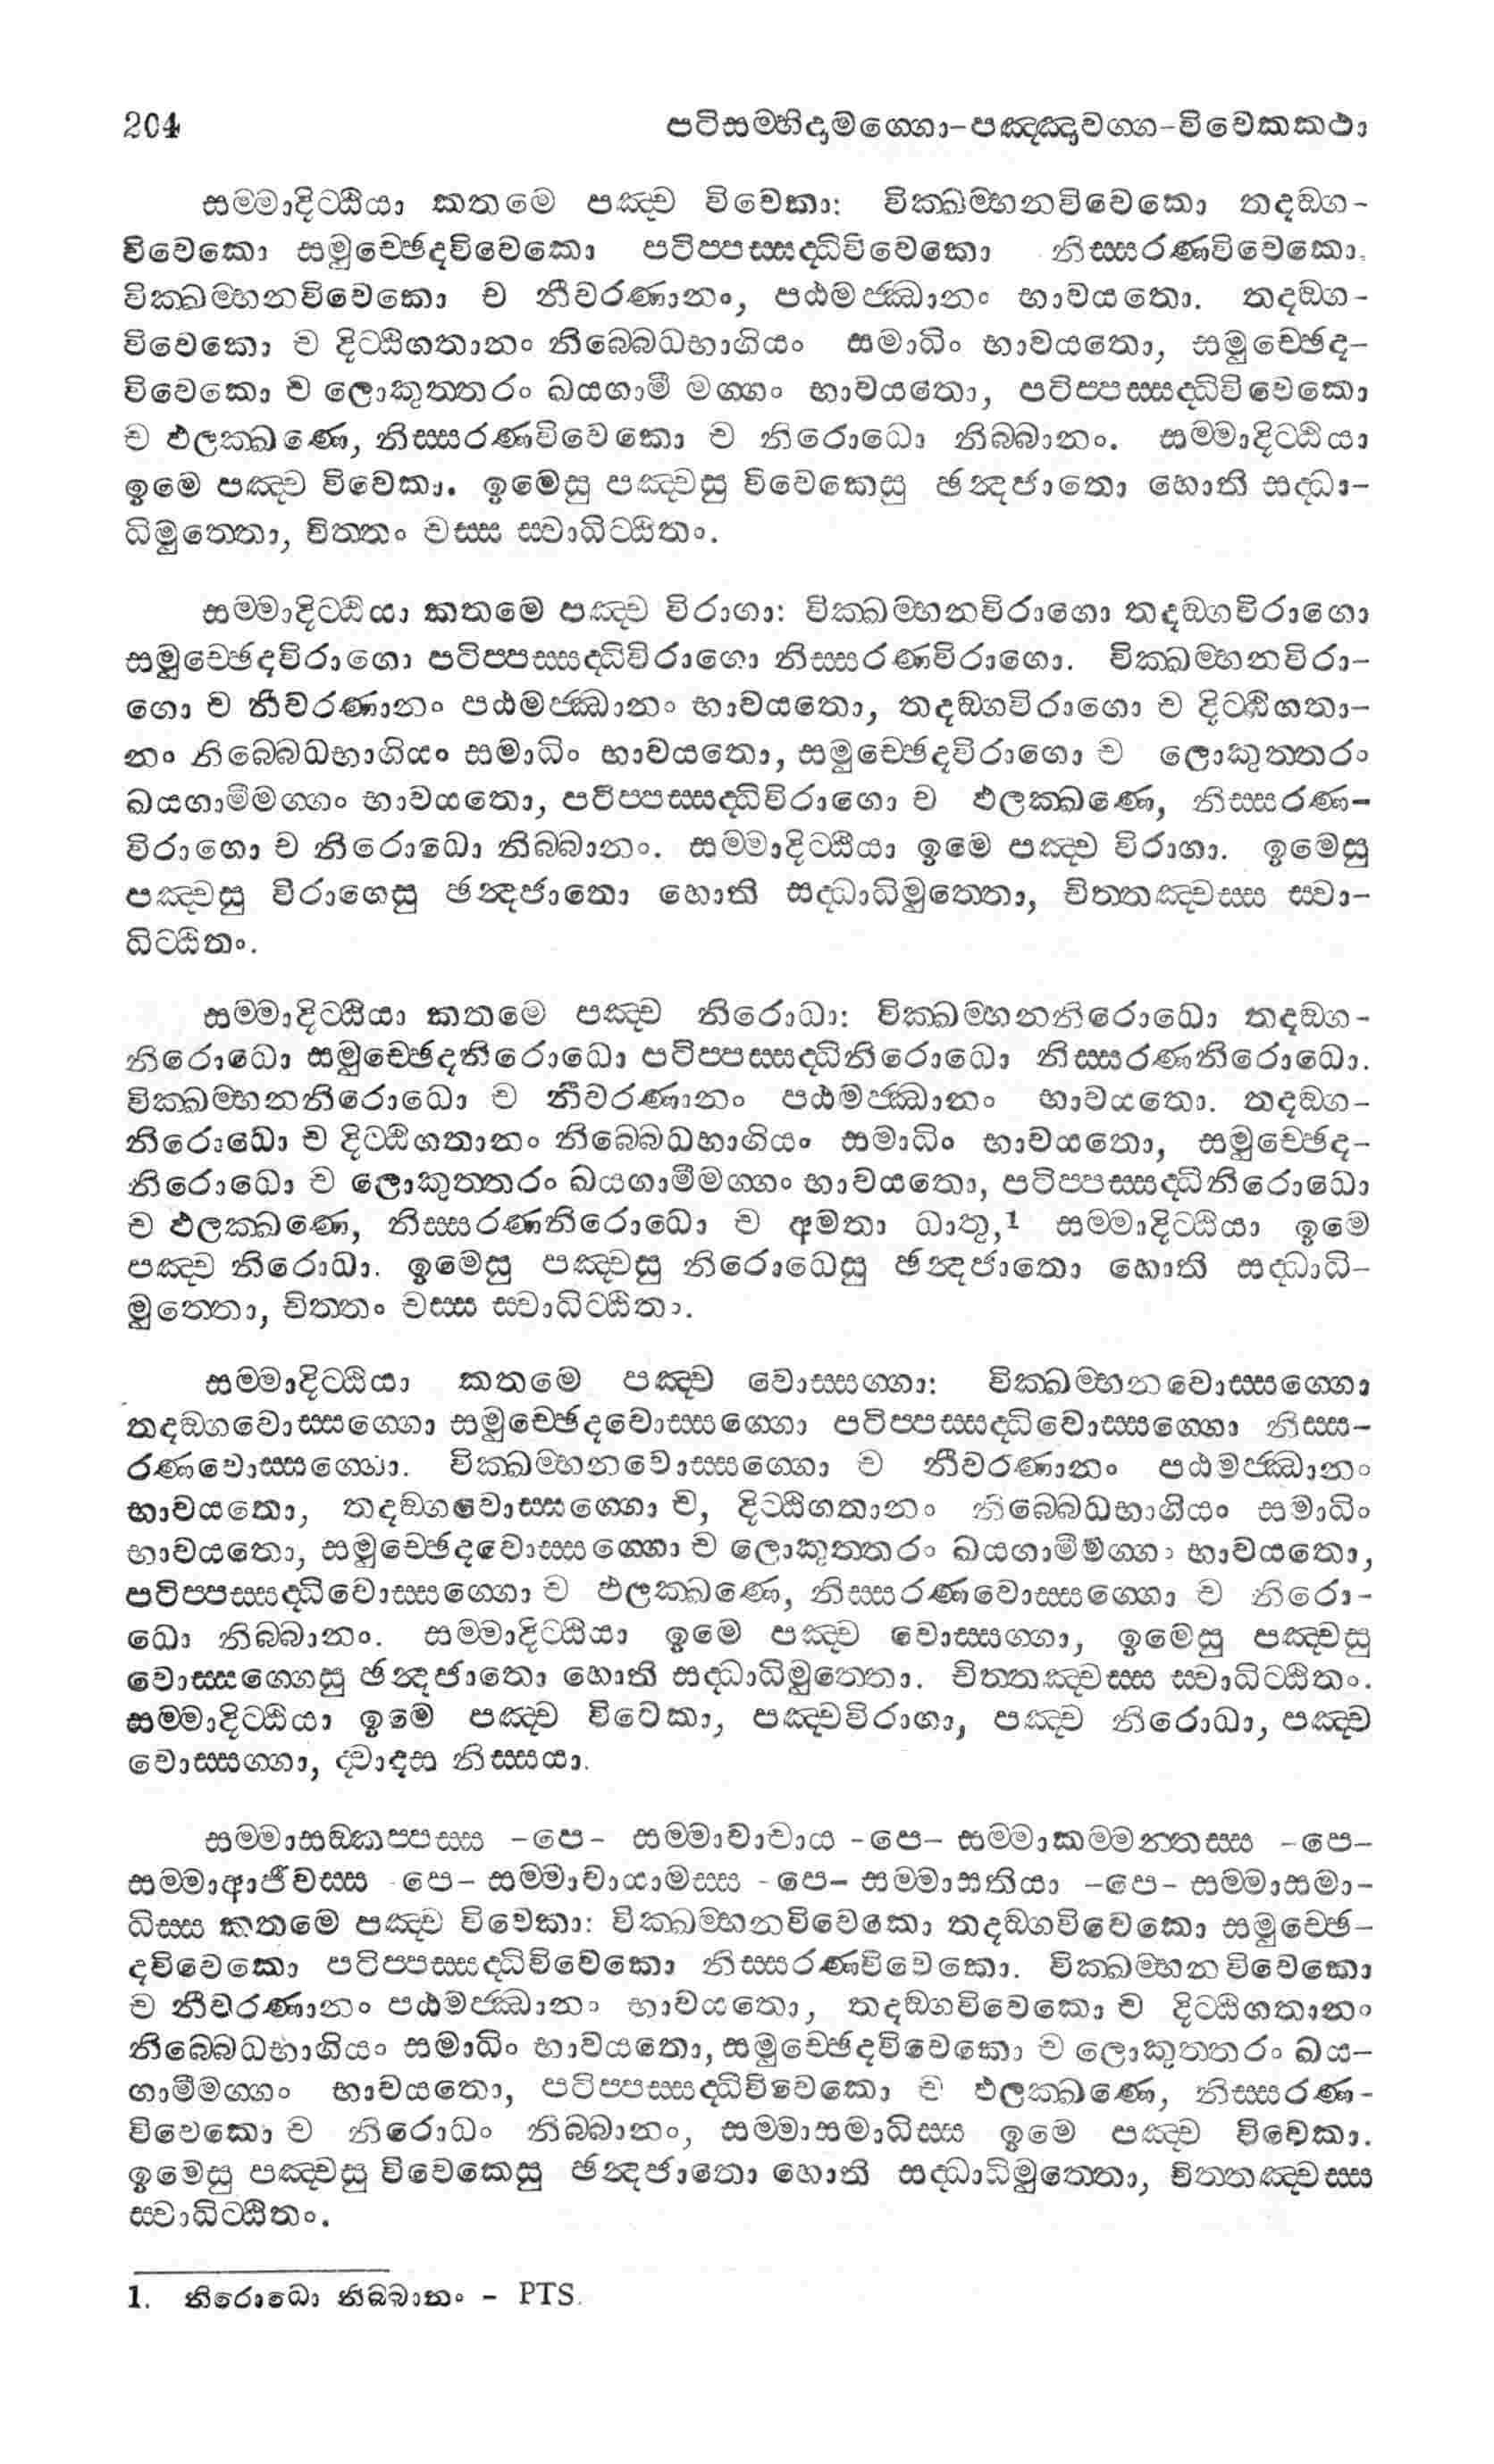 204 පටිසම්භිදාමග්ගො-පඤ්ඤාවග්ග-විවෙකකථා
සම්මාදිට්ඨියා කතමෙ පඤ්ච විවෙකා: වික්ඛම්භනවිවෙකො තදඞ්ග-
විවෙකො සමුච්ඡෙදවිවෙකො පටිප්පස්සද්ධිවිවෙකො නිස්සරණවිවෙකො.
වික්ඛම්භනවිවෙකො ච නීවරණානං, පඨමජ්ඣානං භාවයතො. තදඞ්ග-
විවෙකො ච දිට්ඨිගතානං නිබ්බෙධභාගියං සමාධිං භාවයතො, සමුච්ඡෙද-
විවෙකො ච ලොකුත්තරං ඛයගාමී මග්ගං භාවයතො, පටිප්පස්සද්ධිවිවෙකො
ච ඵලක්ඛණෙ, නිස්සරණවිවෙකො ච නිරොධො නිබ්බානං. සම්මාදිට්ඨියා
ඉමෙ පඤ්ච විවෙකා. ඉමෙසු පඤ්චසු විවෙකෙසු ඡන්දජාතො හොති සද්ධා-
ධිමුත්තො, චිත්තං චස්ස ස්වාධිට්ඨිතං.
සම්මාදිට්ඨියා කතමෙ පඤ්ච විරාගා: වික්ඛම්භනවිරාගො තදඞ්ගවිරාගො
සමුච්ඡෙදවිරාගො පටිප්පස්සද්ධිවිරාගො නිස්සරණවිරාගො. වික්ඛම්භනවිරා-
ගො ච නීවරණානං පඨමජ්ඣානං භාවයතො, තදඞ්ගවිරාගො ච දිට්ඨිගතා-
නං නිබ්බෙධභාගියං සමාධිං භාවයතො, සමුච්ඡෙදවිරාගො ච ලොකුත්තරං
ඛයගාමීමග්ගං භාවයතො, පටිප්පස්සද්ධිවිරාගො ච ඵලක්ඛණෙ, නිස්සරණ-
විරාගො ච නිරොධො නිබ්බානං. සම්මාදිට්ඨියා ඉමෙ පඤ්ච විරාගා. ඉමෙසු
පඤ්චසු විරාගෙසු ඡන්දජාතො හොති සද්ධාධිමුත්තො, චිත්තඤ්චස්ස ස්වා-
ධිට්ඨිතං.
සම්මාදිට්ඨියා කතමෙ පඤ්ච නිරොධා: වික්ඛම්භනනිරොධො තදඞ්ග-
නිරොධො සමුච්ඡෙදනිරොධො පටිප්පස්සද්ධිනිරොධො නිස්සරණනිරොධො.
වික්ඛම්භනනිරොධො ච නීවරණානං පඨමජ්ඣානං භාවයතො. තදඞ්ග-
නිරොධො ච දිට්ඨිගතානං නිබ්බෙධභාගියං සමාධිං භාවයතො, සමුච්ඡෙද-
නිරොධො ච ලොකුත්තරං ඛයගාමීමග්ගං භාවයතො, පටිප්පස්සද්ධිනිරොධො
ච ඵලක්ඛණෙ, නිස්සරණනිරොධො ච අමතා ධාතු,¹ සම්මාදිට්ඨියා ඉමෙ
පඤ්ච නිරොධා. ඉමෙසු පඤ්චසු නිරොධෙසු ඡන්දජාතො හොති සද්ධාධි-
මුත්තො, චිත්තං චස්ස ස්වාධිට්ඨිතං.
සම්මාදිට්ඨියා කතමෙ පඤ්ච වොස්සග්ගා: වික්ඛම්භනවොස්සග්ගො
තදඞ්ගවොස්සග්ගො සමුච්ඡෙදවොස්සග්ගො පටිප්පස්සද්ධිවොස්සග්ගො නිස්ස-
රණවොස්සග්ගො. වික්ඛම්භනවොස්සග්ගො ච නීවරණානං පඨමජ්ඣානං
භාවයතො, තදඞ්ගවොස්සග්ගො ච, දිට්ඨිගතානං නිබ්බෙධභාගියං සමාධිං
භාවයතො, සමුච්ඡෙදවොස්සග්ගො ච ලොකුත්තරං ඛයගාමීමග්ගං භාවයතො,
පටිප්පස්සද්ධිවොස්සග්ගො ච ඵලක්ඛණෙ, නිස්සරණවොස්සග්ගො ච නිරො-
ධො නිබ්බානං. සම්මාදිට්ඨියා ඉමෙ පඤ්ච වොස්සග්ගා, ඉමෙසු පඤ්චසු
වොස්සග්ගෙසු ඡන්දජාතො හොති සද්ධාධිමුත්තො. චිත්තඤ්චස්ස ස්වාධිට්ඨිතං.
සම්මාදිට්ඨියා ඉමෙ පඤ්ච විවෙකා, පඤ්චවිරාගා, පඤ්ච නිරොධා, පඤ්ච
වොස්සග්ගා, ද්වාදස නිස්සයා.
සම්මාසඞ්කප්පස්ස -පෙ- සම්මාවාචාය -පෙ- සම්මාකම්මන්තස්ස -පෙ-
සම්මාආජීවස්ස -පෙ- සම්මාවායාමස්ස -පෙ- සම්මාසතියා -පෙ- සම්මාසමා-
ධිස්ස කතමෙ පඤ්ච විවෙකා: වික්ඛම්භනවිවෙකො තදඞ්ගවිවෙකො සමුච්ඡෙ-
දවිවෙකො පටිප්පස්සද්ධිවිවෙකො නිස්සරණවිවෙකො. වික්ඛම්භනවිවෙකො
ච නීවරණානං පඨමජ්ඣානං භාවයතො, තදඞ්ගවිවෙකො ච දිට්ඨිගතානං
නිබ්බෙධභාගියං සමාධිං භාවයතො, සමුච්ඡෙදවිවෙකො ච ලොකුත්තරං ඛය-
ගාමීමග්ගං භාවයතො, පටිප්පස්සද්ධිවිවෙකො ච ඵලක්ඛණෙ, නිස්සරණ-
විවෙකො ච නිරොධං නිබ්බානං, සම්මාසමාධිස්ස ඉමෙ පඤ්ච විවෙකා.
ඉමෙසු පඤ්චසු විවෙකෙසු ඡන්දජාතො හොති සද්ධාධිමුත්තො, චිත්තඤ්චස්ස
ස්වාධිට්ඨිතං.
1. නිරොධො නිබ්බානං - PTS.